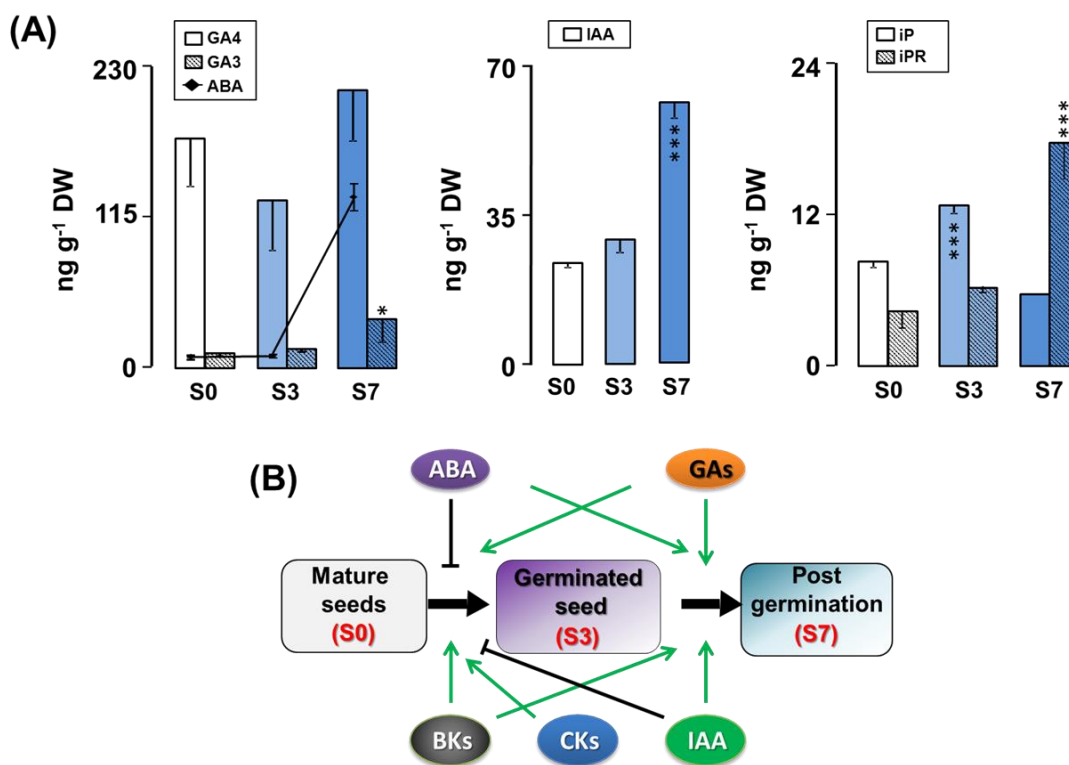 (A)
GA4
GA3
ABA
230
115
0
ng g-1 DW
S0 S3 S7
*
IAA
70
35
0
ng g-1 DW
S0 S3 S7
***
iP
iPR
24
12
0
ng g-1 DW
S0 S3 S7
***
***
(B)
ABA
GAs
Mature
seeds
(S0)
Germinated
seed
(S3)
Post
germination
(S7)
BKs
CKs
IAA